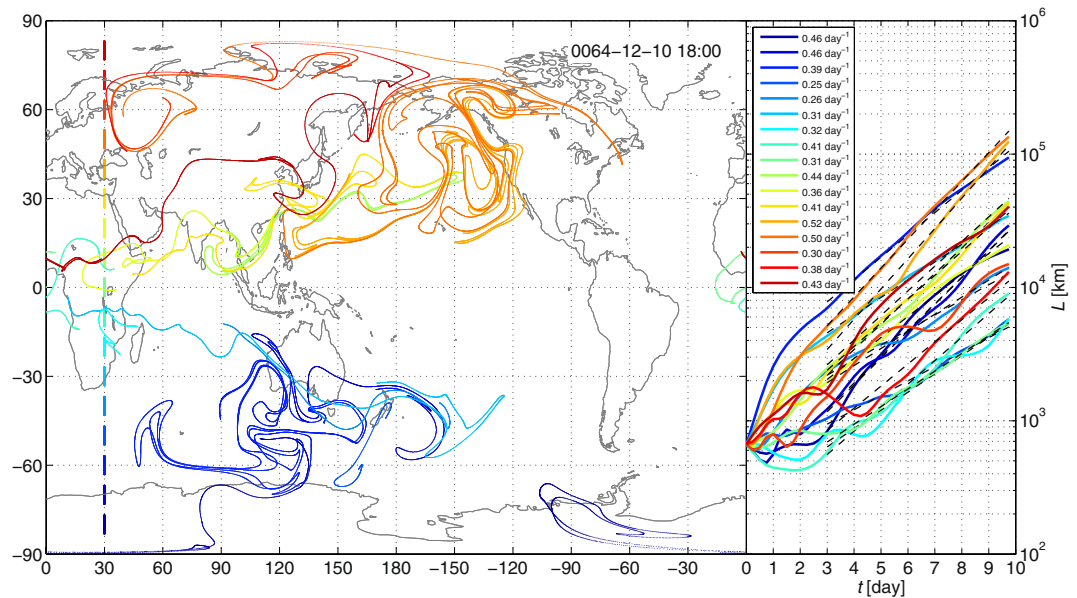 90
60
30
0
−30
−60
−90
0 30 60 90 120 150 180 −150 −120 −90 −60 −30
0064−12−10 18:00
0.46 day⁻¹
0.46 day⁻¹
0.39 day⁻¹
0.25 day⁻¹
0.26 day⁻¹
0.31 day⁻¹
0.32 day⁻¹
0.41 day⁻¹
0.31 day⁻¹
0.44 day⁻¹
0.36 day⁻¹
0.41 day⁻¹
0.52 day⁻¹
0.50 day⁻¹
0.30 day⁻¹
0.38 day⁻¹
0.43 day⁻¹
10⁶
10⁵
10⁴
10³
10²
L [km]
0 1 2 3 4 5 6 7 8 9 10
t [day]